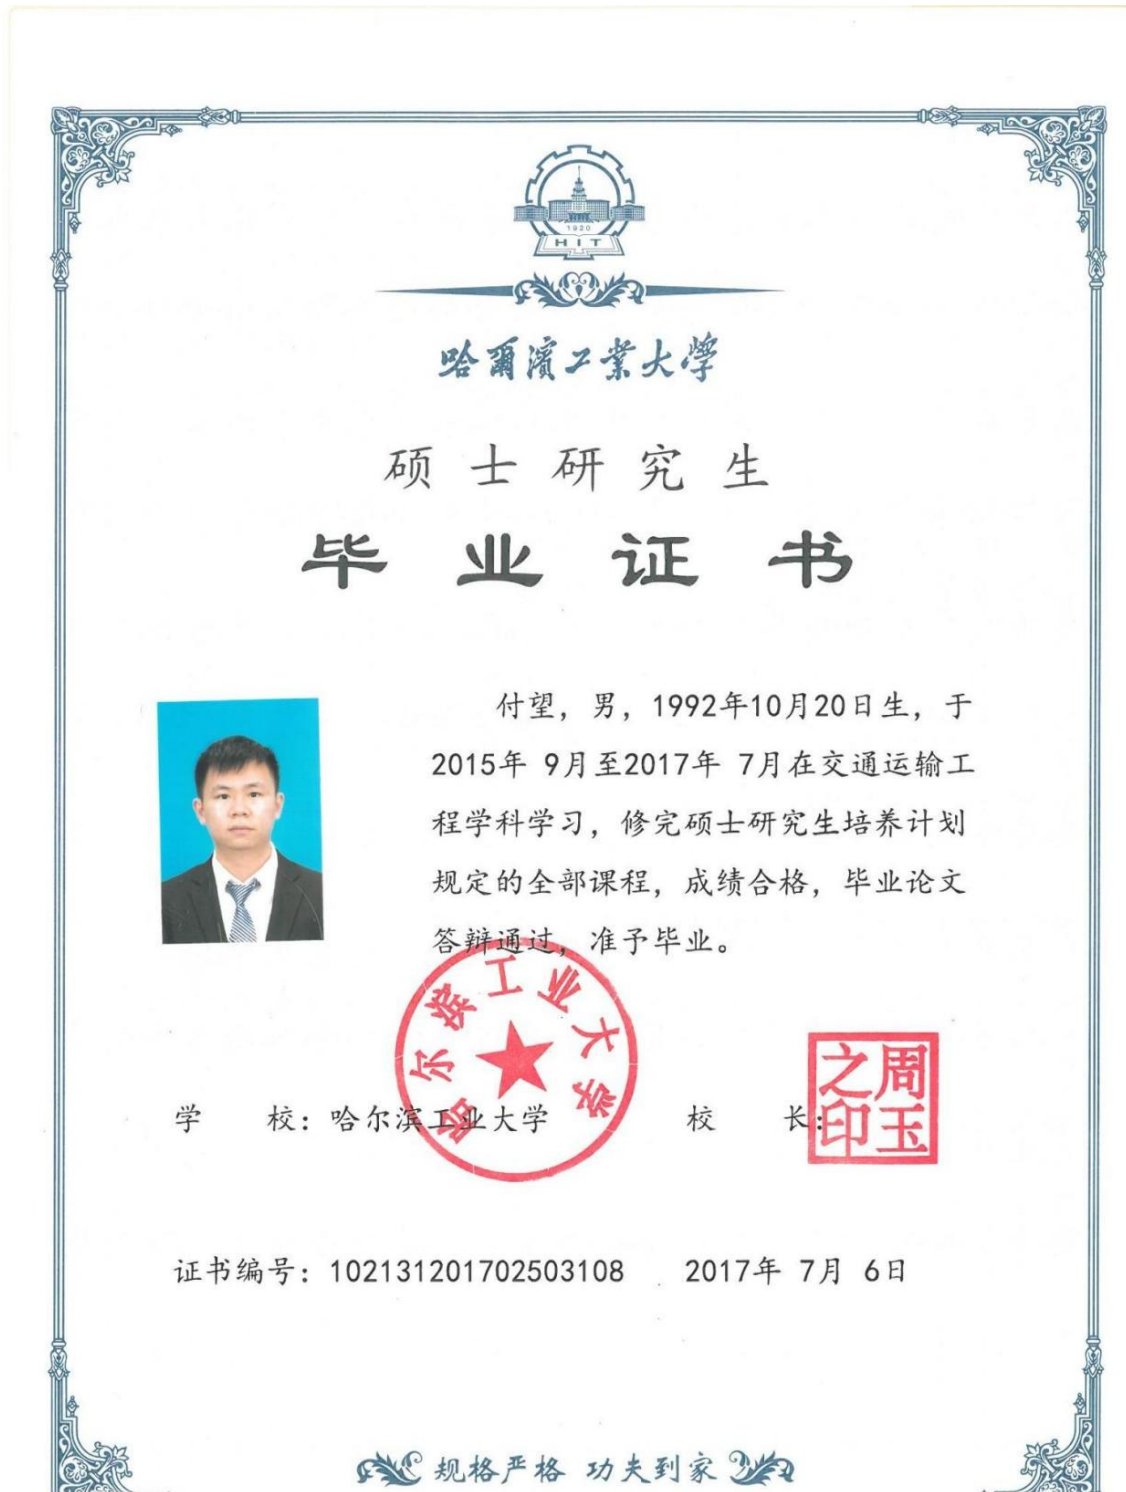 1920
HIT
哈爾濱工業大學
硕士研究生
毕业证书
付望，男，1992年10月20日生，于
2015年 9月至2017年 7月在交通运输工
程学科学习，修完硕士研究生培养计划
规定的全部课程，成绩合格，毕业论文
答辩通过，准予毕业。
哈尔滨工业大学
周玉之印
学 校：哈尔滨工业大学 校 长：
证书编号：102131201702503108 2017年 7月 6日
规格严格 功夫到家